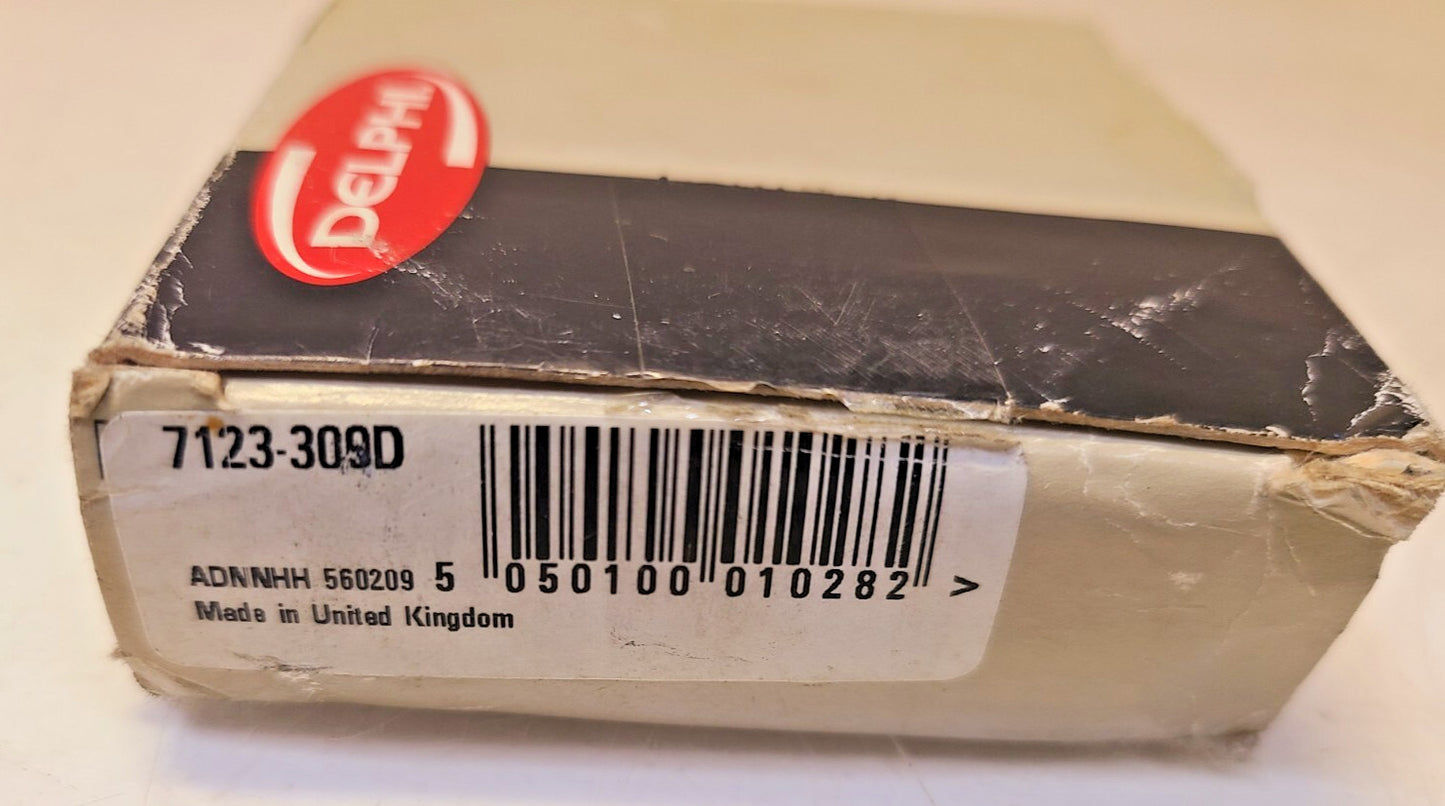 DELPHI
7123-309D
ADNNHH 560209
5 050100 010282 >
Made in United Kingdom